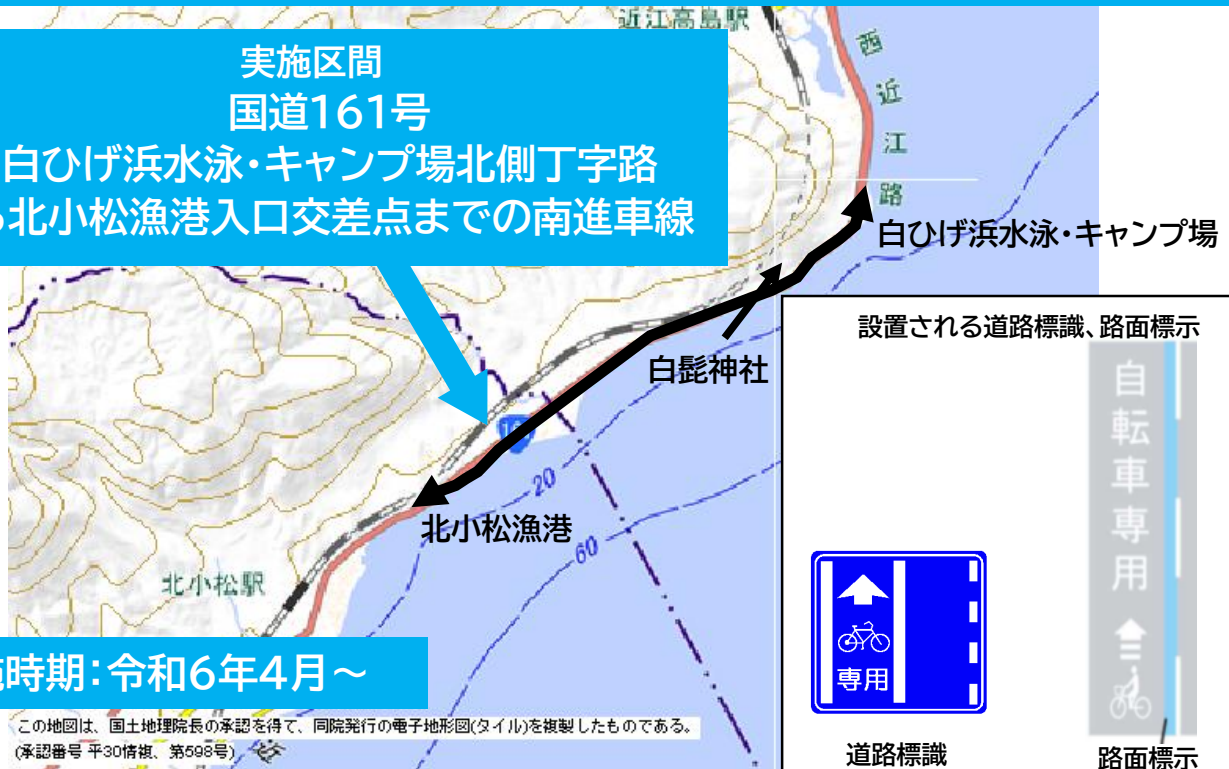 近江高島駅
実施区間
国道161号
白ひげ浜水泳・キャンプ場北側丁字路
北小松漁港入口交差点までの南進車線
西近江路
白ひげ浜水泳・キャンプ場
白髭神社
設置される道路標識、路面標示
自転車専用
16
20
北小松漁港
60
北小松駅
専用
時期:令和6年4月~
この地図は、国土地理院長の承認を得て、同院発行の電子地形図(タイル)を複製したものである。
(承認番号 平30情複、第598号)
道路標識
路面標示